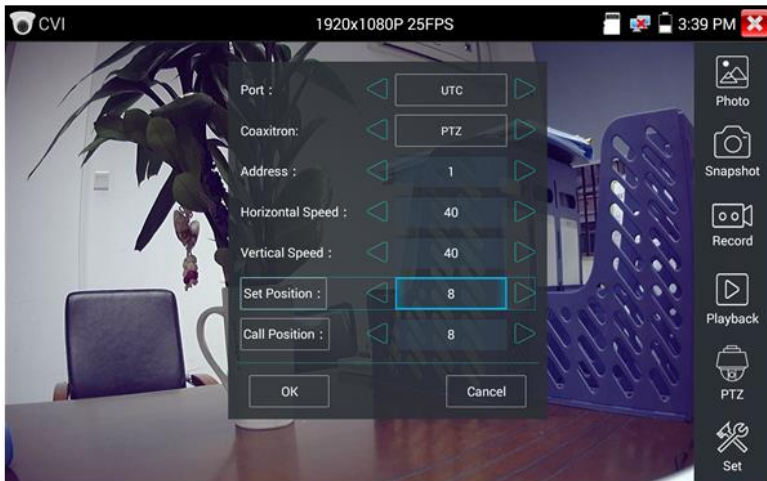 CVI 1920x1080P 25FPS 3:39 PM
Port : UTC
Coaxitron: PTZ
Address : 1
Horizontal Speed : 40
Vertical Speed : 40
Set Position : 8
Call Position : 8
OK Cancel
Photo
Snapshot
Record
Playback
PTZ
Set